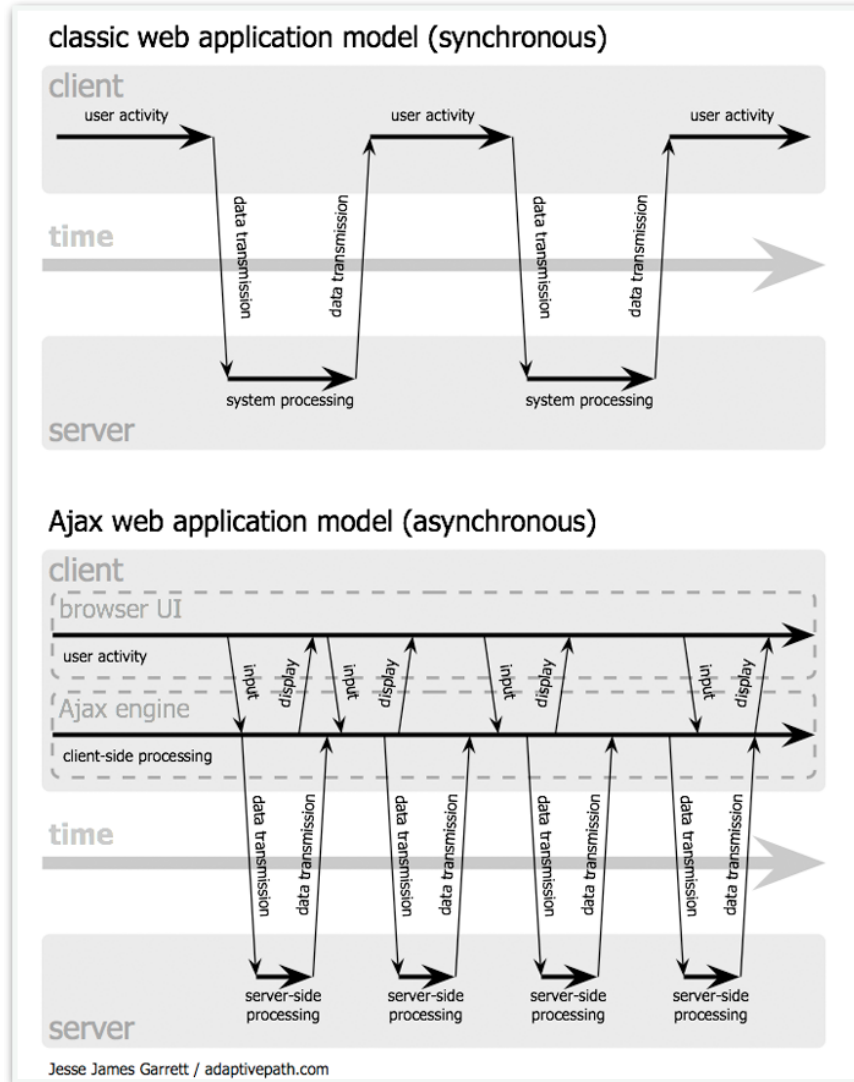 classic web application model (synchronous)
client
user activity
user activity
user activity
data transmission
data transmission
data transmission
data transmission
time
system processing
system processing
server
Ajax web application model (asynchronous)
client
browser UI
user activity
input
display
input
display
input
display
input
display
Ajax engine
client-side processing
data transmission
data transmission
data transmission
data transmission
data transmission
data transmission
data transmission
data transmission
time
server-side
processing
server-side
processing
server-side
processing
server-side
processing
server
Jesse James Garrett / adaptivepath.com